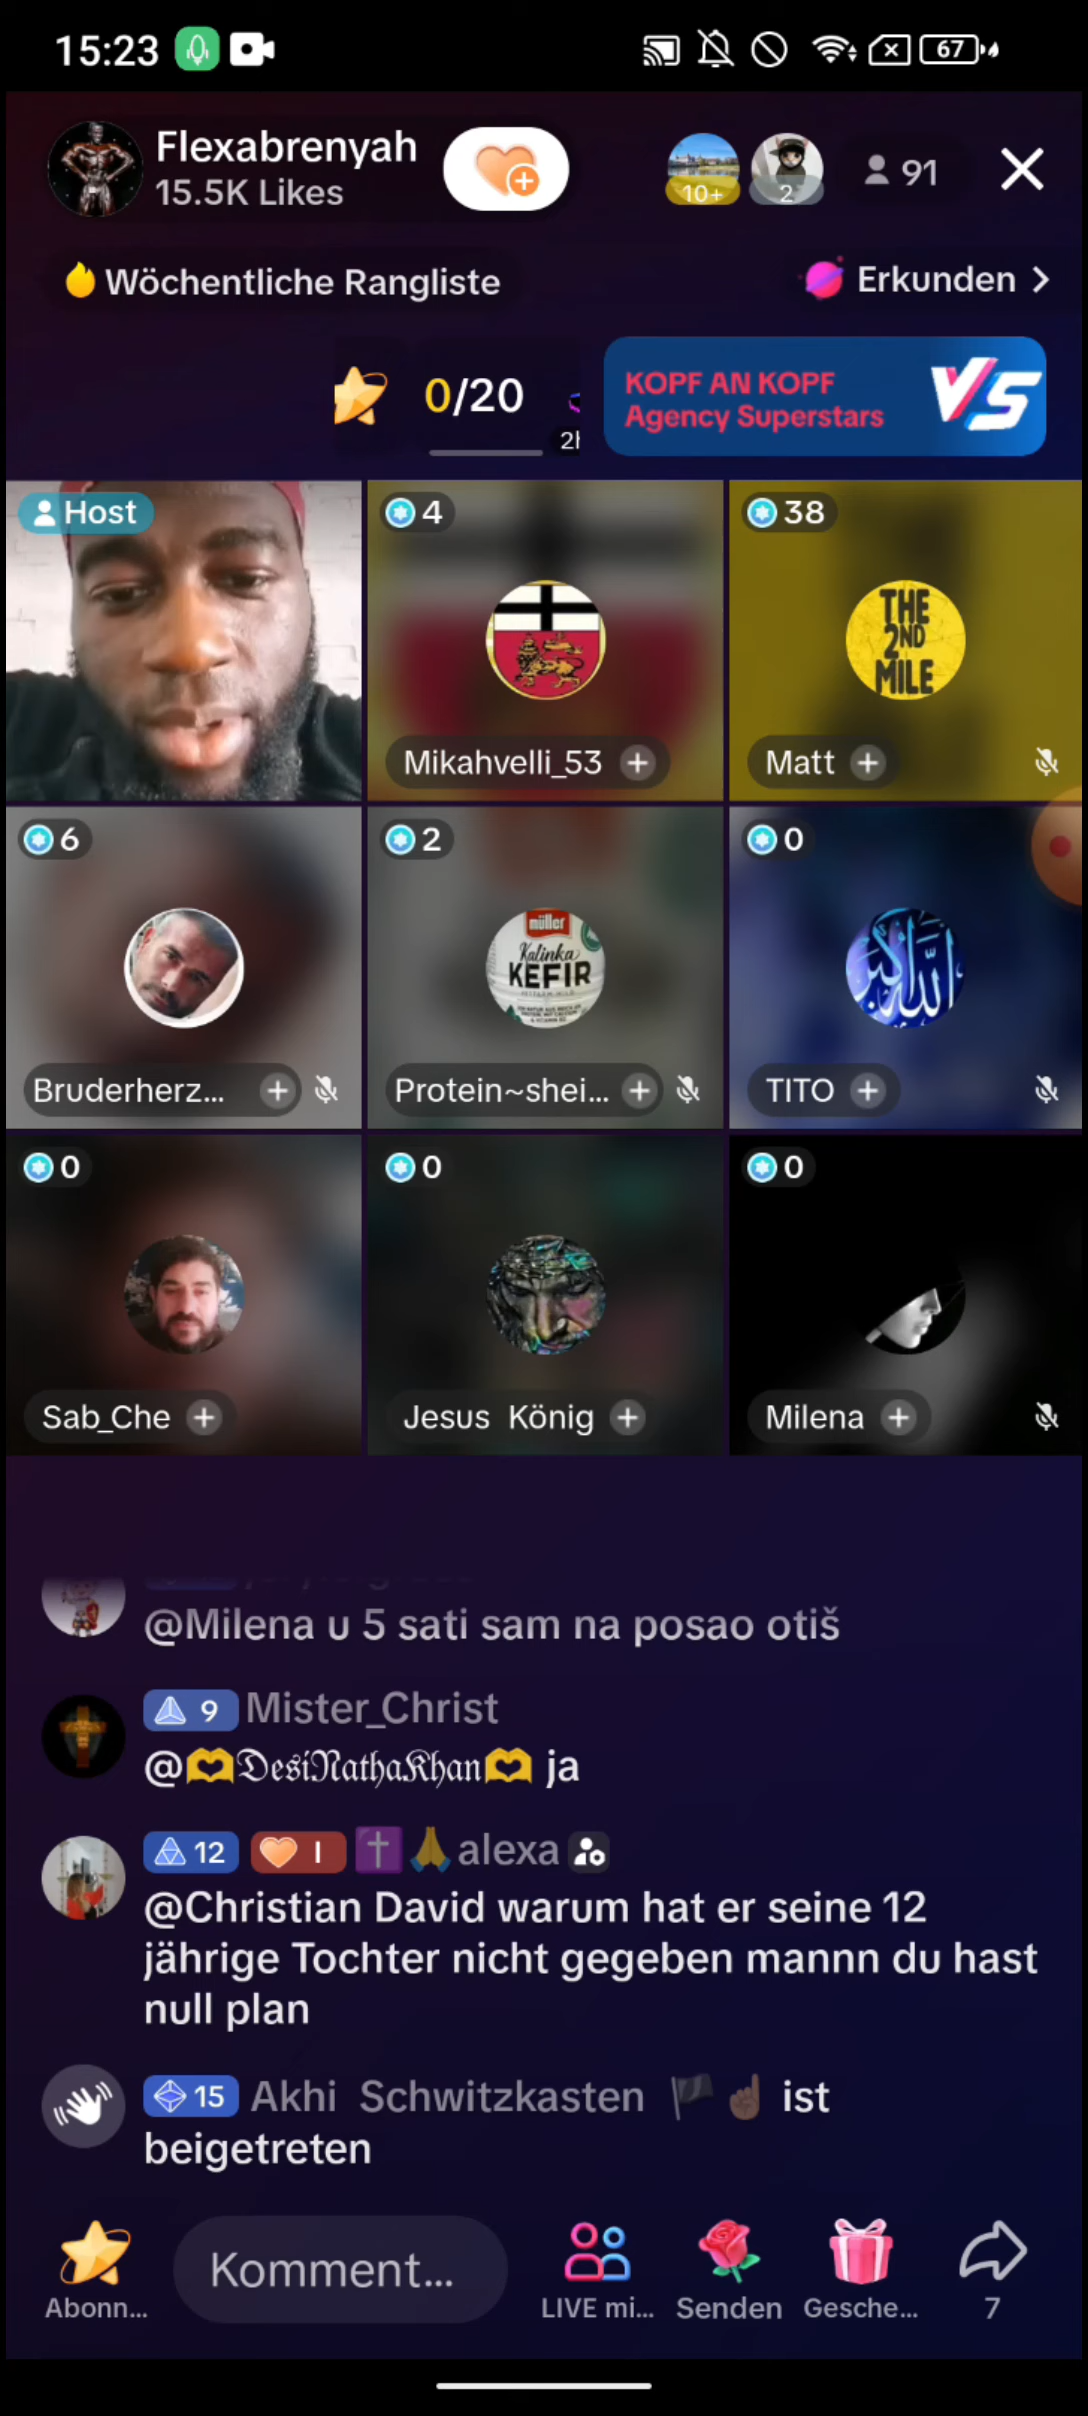 15:23
67
Flexabrenyah
15.5K Likes
10+
2
91
Wöchentliche Rangliste
Erkunden
0/20
2h
KOPF AN KOPF
Agency Superstars
VS
Host
4
38
THE
2ND
MILE
Mikahvelli_53
Matt
6
2
0
müller
Kalinka
KEFIR
الله أكبر
Bruderherz...
Protein~shei...
TITO
0
0
0
Sab_Che
Jesus König
Milena
@Milena u 5 sati sam na posao otiš
9 Mister_Christ
@🫶DesiNathaKhan🫶 ja
12 I ✝️🙏alexa
@Christian David warum hat er seine 12
jährige Tochter nicht gegeben mannn du hast
null plan
15 Akhi Schwitzkasten 🏴☝🏾 ist
beigetreten
Komment...
Abonn...
LIVE mi...
Senden
Gesche...
7